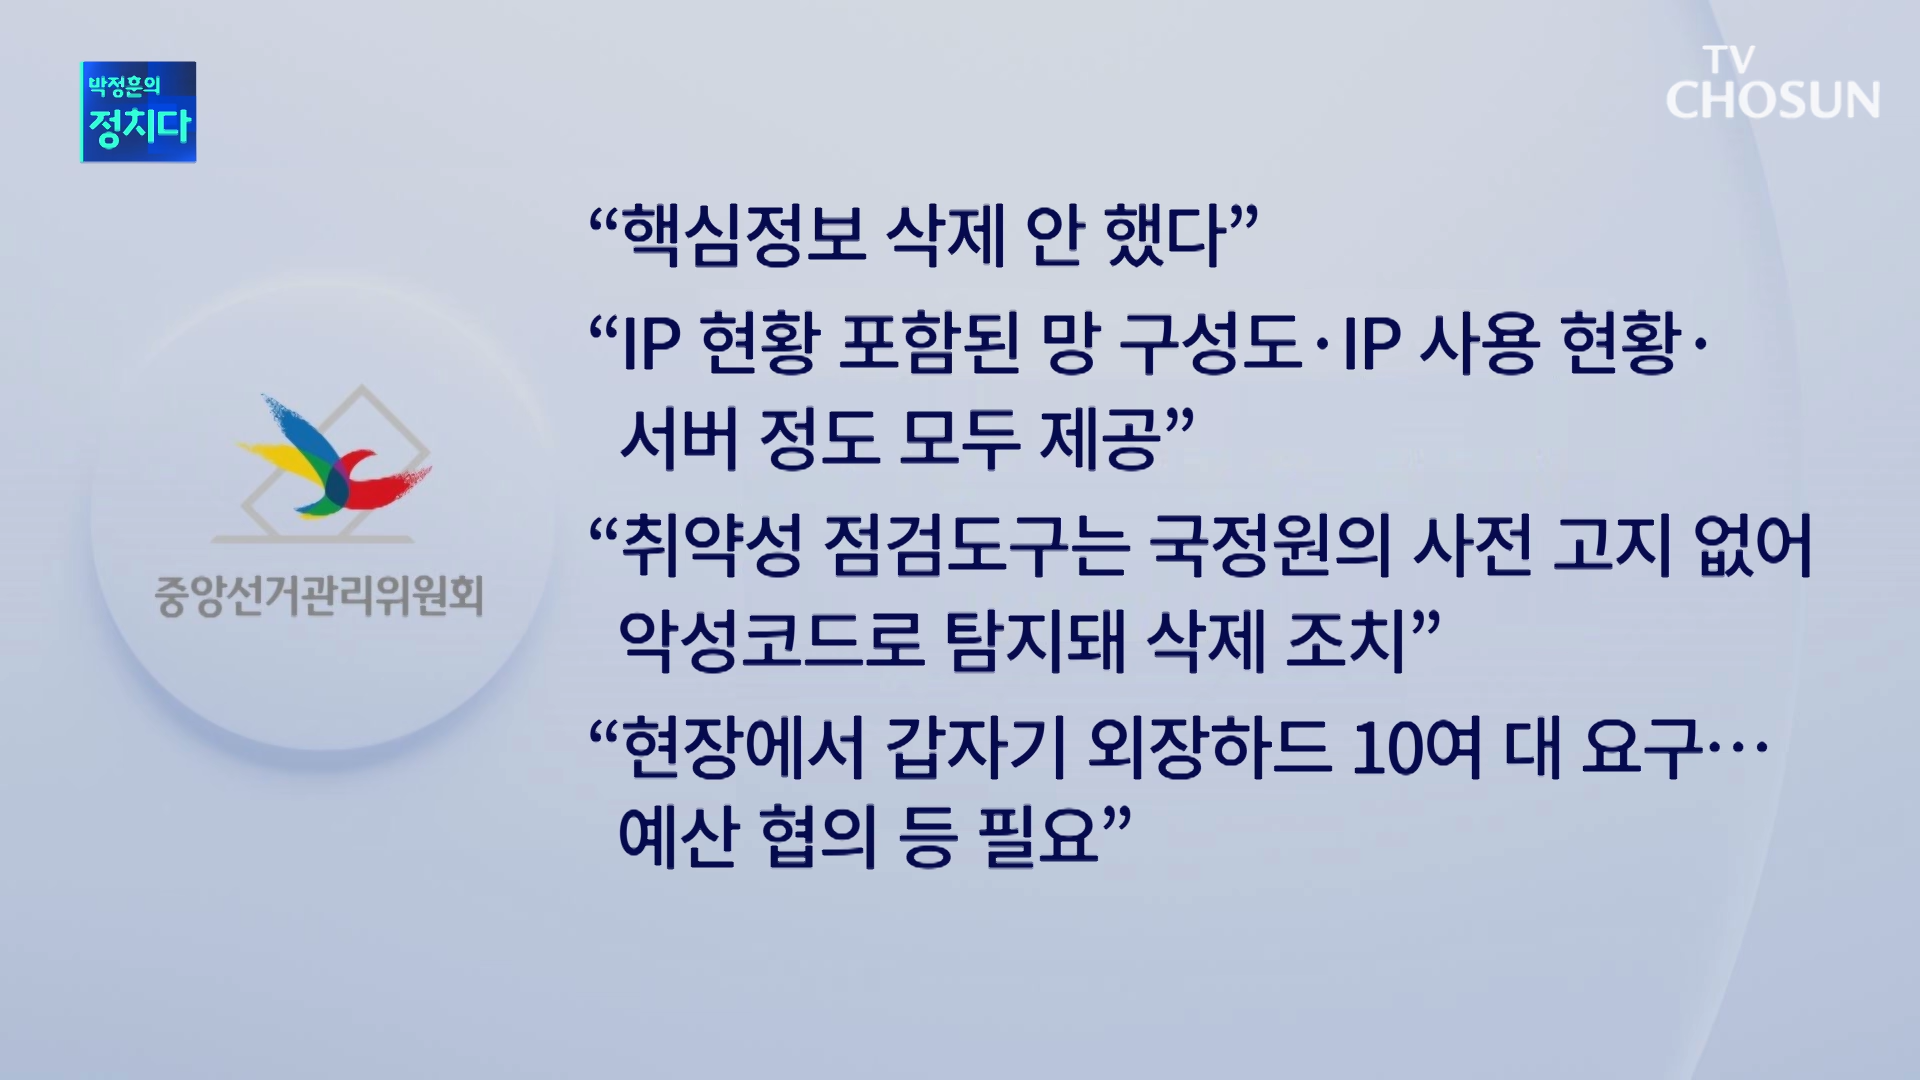 박정훈의
정치다
TV
CHOSUN
“핵심정보 삭제 안 했다”
“IP 현황 포함된 망 구성도·IP 사용 현황·
서버 정도 모두 제공”
“취약성 점검도구는 국정원의 사전 고지 없어
악성코드로 탐지돼 삭제 조치”
“현장에서 갑자기 외장하드 10여 대 요구…
예산 협의 등 필요”
중앙선거관리위원회